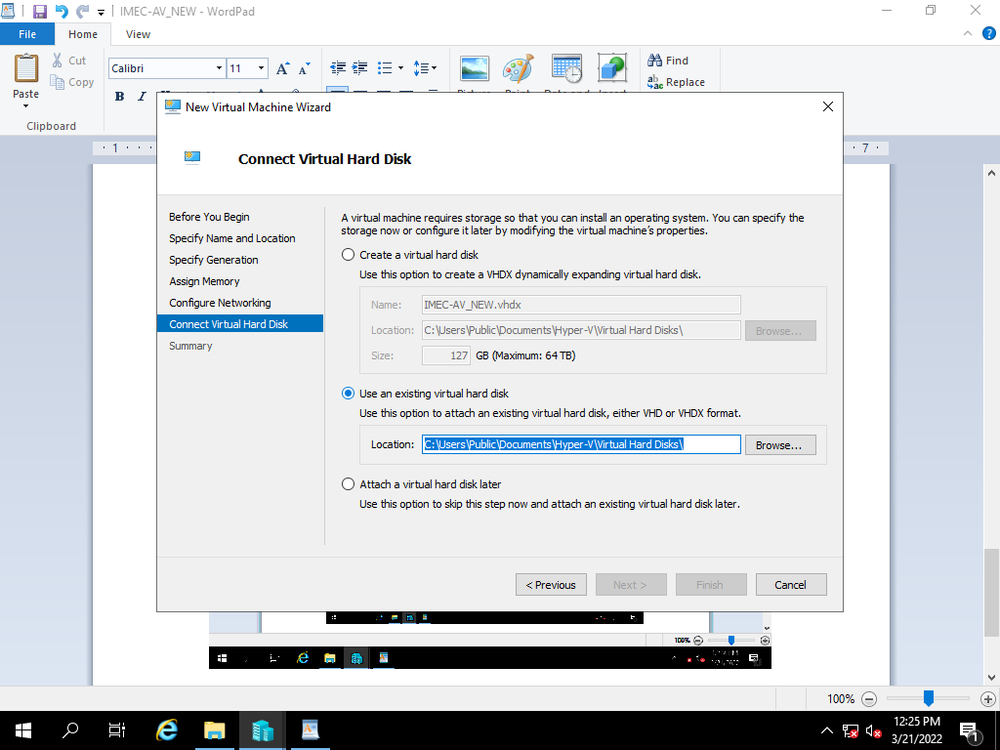 IMEC-AV_NEW - WordPad
File Home View
Cut
Copy
Paste
Clipboard
Calibri 11
B I
Find
Replace
New Virtual Machine Wizard
1
7
Connect Virtual Hard Disk
Before You Begin
Specify Name and Location
Specify Generation
Assign Memory
Configure Networking
Connect Virtual Hard Disk
Summary
A virtual machine requires storage so that you can install an operating system. You can specify the
storage now or configure it later by modifying the virtual machine's properties.
Create a virtual hard disk
Use this option to create a VHDX dynamically expanding virtual hard disk.
Name: IMEC-AV_NEW.vhdx
Location: C:\Users\Public\Documents\Hyper-V\Virtual Hard Disks\ Browse...
Size: 127 GB (Maximum: 64 TB)
Use an existing virtual hard disk
Use this option to attach an existing virtual hard disk, either VHD or VHDX format.
Location: C:\Users\Public\Documents\Hyper-V\Virtual Hard Disks\ Browse...
Attach a virtual hard disk later
Use this option to skip this step now and attach an existing virtual hard disk later.
< Previous Next > Finish Cancel
100%
100%
12:25 PM
3/21/2022
1